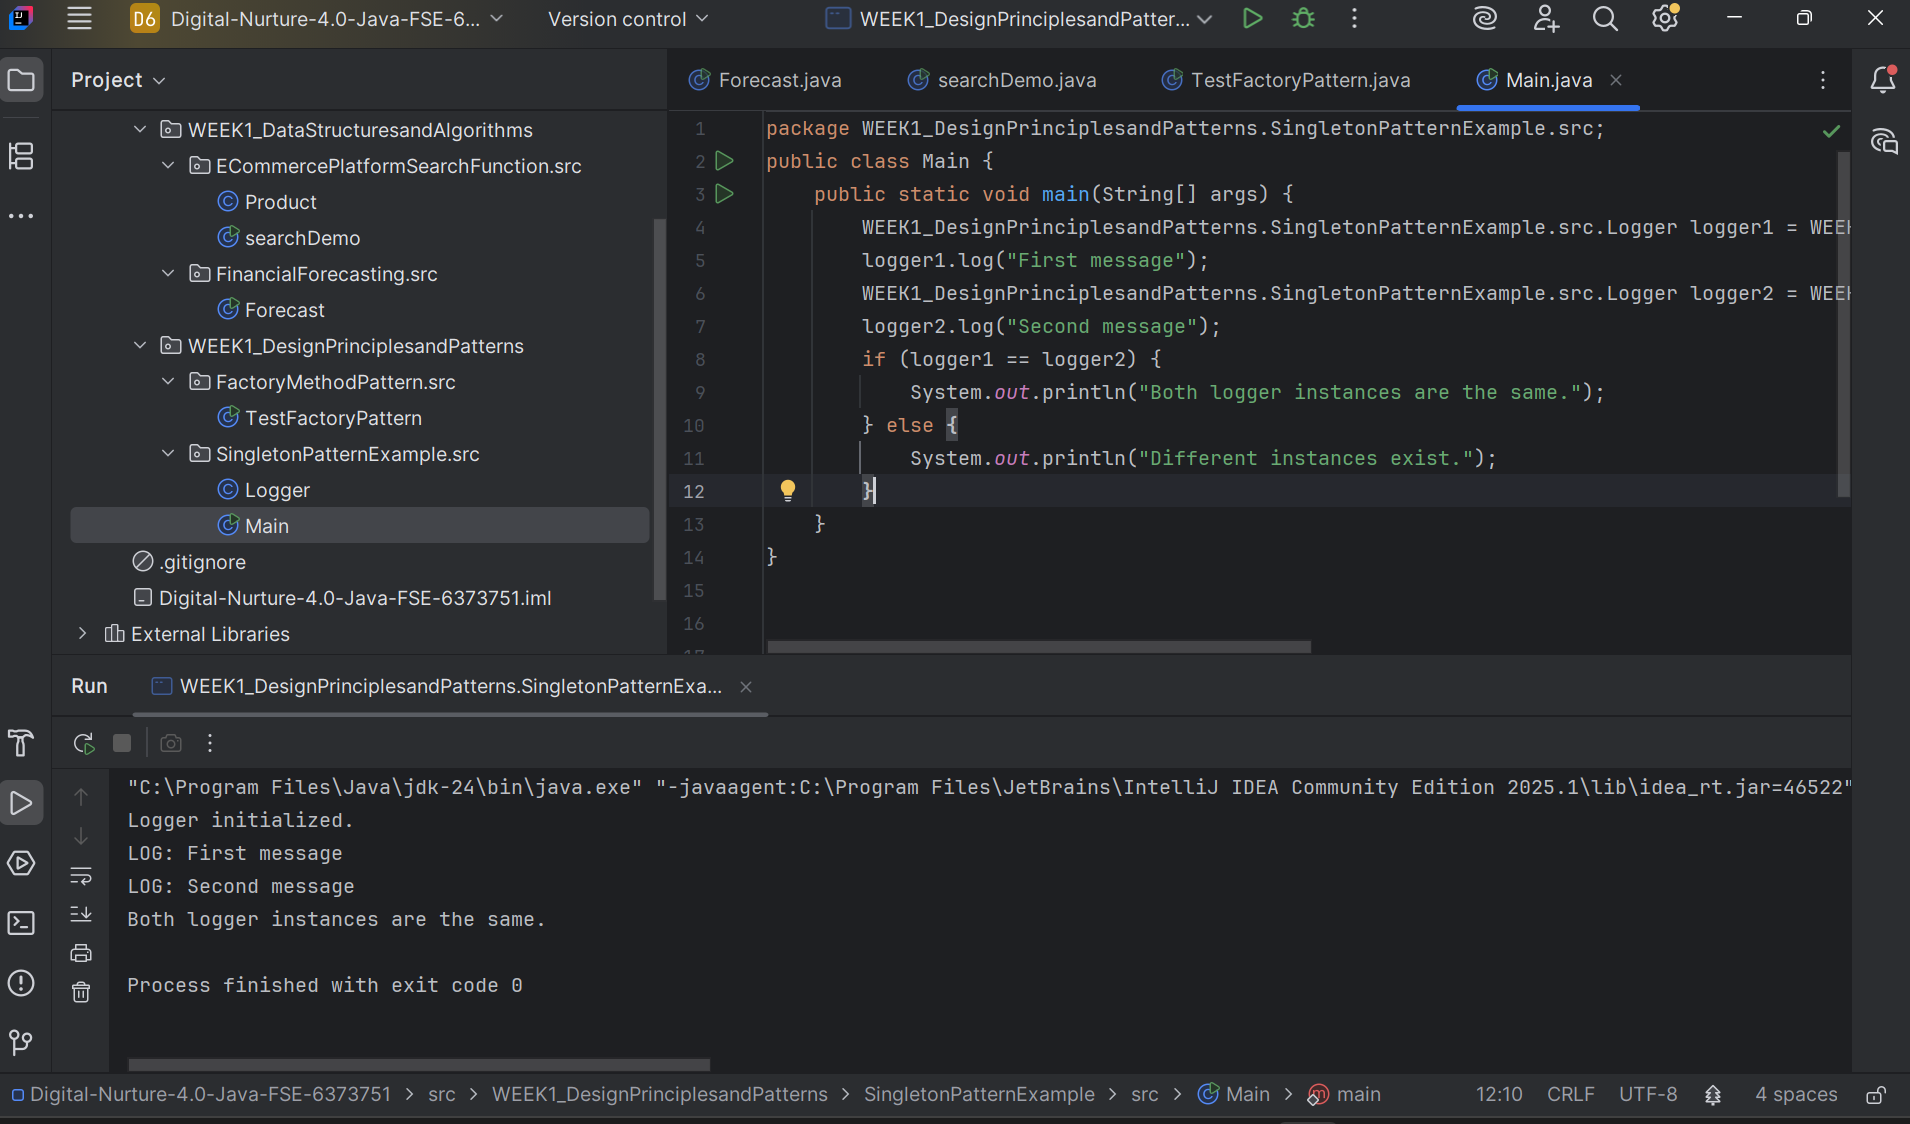 D6 Digital-Nurture-4.0-Java-FSE-6... Version control WEEK1_DesignPrinciplesandPatter...
Project
Forecast.java searchDemo.java TestFactoryPattern.java Main.java
WEEK1_DataStructuresandAlgorithms
ECommercePlatformSearchFunction.src
Product
searchDemo
FinancialForecasting.src
Forecast
WEEK1_DesignPrinciplesandPatterns
FactoryMethodPattern.src
TestFactoryPattern
SingletonPatternExample.src
Logger
Main
.gitignore
Digital-Nurture-4.0-Java-FSE-6373751.iml
External Libraries
1 package WEEK1_DesignPrinciplesandPatterns.SingletonPatternExample.src;
2 public class Main {
3 public static void main(String[] args) {
4 WEEK1_DesignPrinciplesandPatterns.SingletonPatternExample.src.Logger logger1 = WEE
5 logger1.log("First message");
6 WEEK1_DesignPrinciplesandPatterns.SingletonPatternExample.src.Logger logger2 = WEE
7 logger2.log("Second message");
8 if (logger1 == logger2) {
9 System.out.println("Both logger instances are the same.");
10 } else {
11 System.out.println("Different instances exist.");
12 }
13 }
14 }
15
16
Run WEEK1_DesignPrinciplesandPatterns.SingletonPatternExa...
"C:\Program Files\Java\jdk-24\bin\java.exe" "-javaagent:C:\Program Files\JetBrains\IntelliJ IDEA Community Edition 2025.1\lib\idea_rt.jar=46522"
Logger initialized.
LOG: First message
LOG: Second message
Both logger instances are the same.
Process finished with exit code 0
Digital-Nurture-4.0-Java-FSE-6373751 > src > WEEK1_DesignPrinciplesandPatterns > SingletonPatternExample > src > Main > main 12:10 CRLF UTF-8 4 spaces